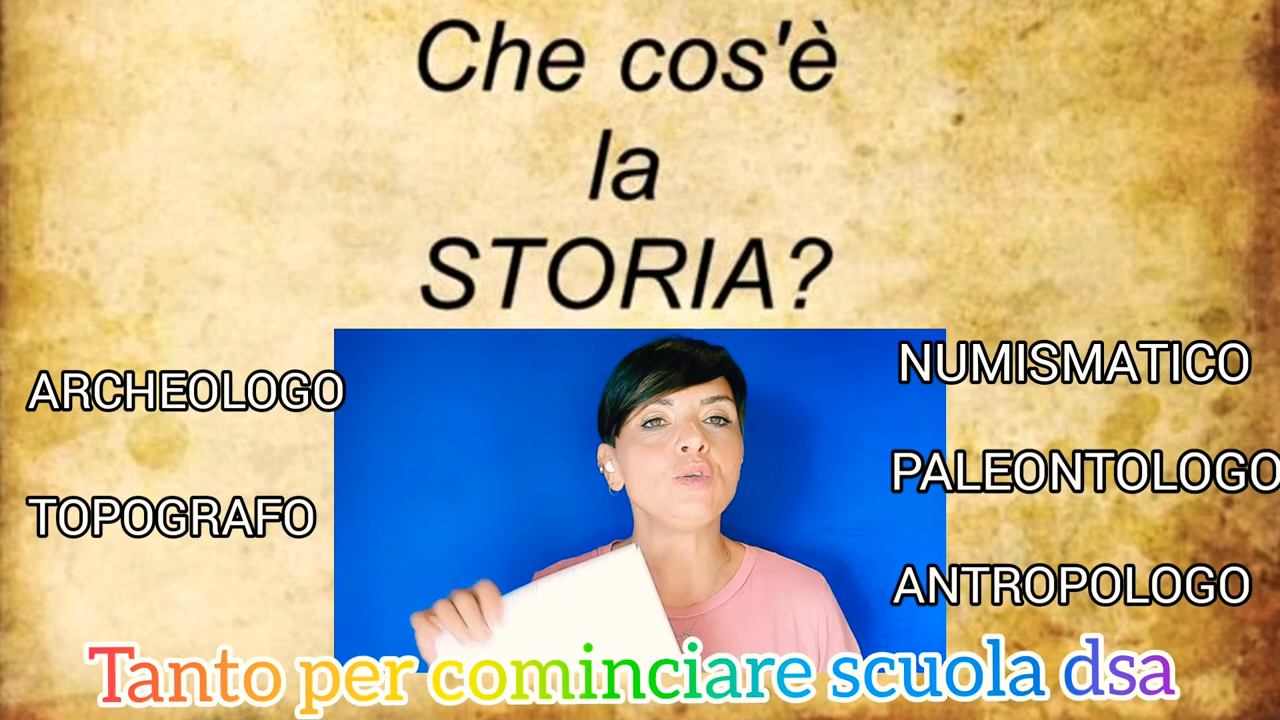 Che cos'è
la
STORIA?
ARCHEOLOGO
TOPOGRAFO
NUMISMATICO
PALEONTOLOGO
ANTROPOLOGO
Tanto per cominciare scuola dsa